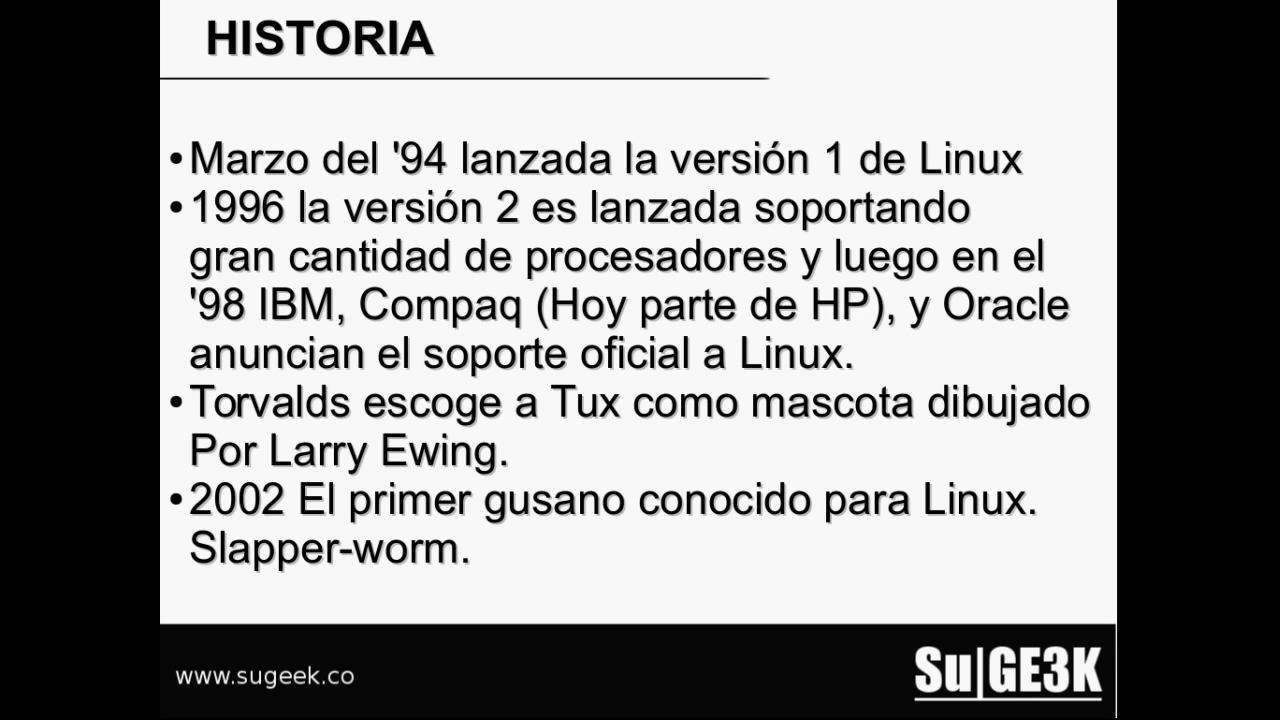 HISTORIA
•Marzo del '94 lanzada la versión 1 de Linux
•1996 la versión 2 es lanzada soportando
gran cantidad de procesadores y luego en el
'98 IBM, Compaq (Hoy parte de HP), y Oracle
anuncian el soporte oficial a Linux.
•Torvalds escoge a Tux como mascota dibujado
Por Larry Ewing.
•2002 El primer gusano conocido para Linux.
Slapper-worm.
www.sugeek.co
Su|GE3K